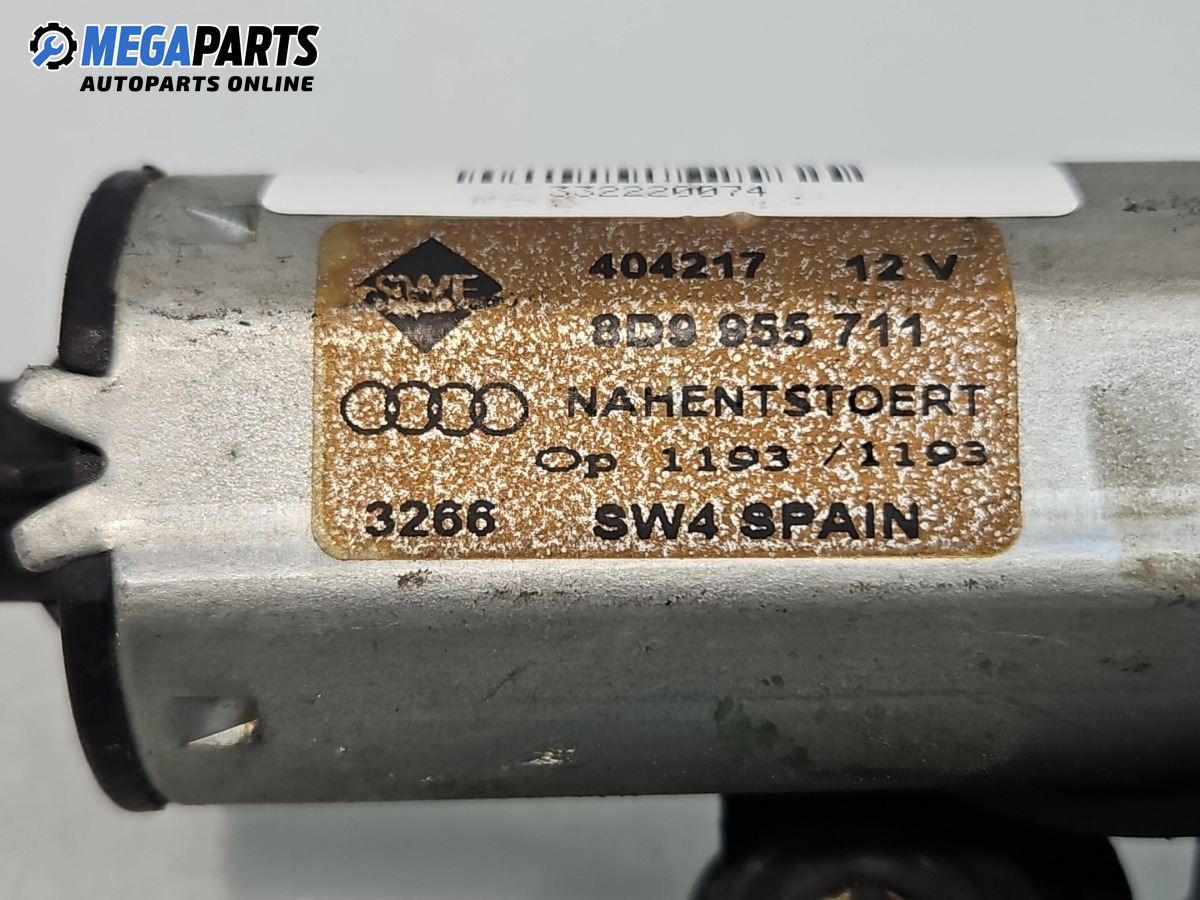 MEGAPARTS
AUTOPARTS ONLINE
332220074
SWF
404217 12 V
8D9 955 711
NAHENTSTOERT
Op 1193 / 1193
3266 SW4 SPAIN